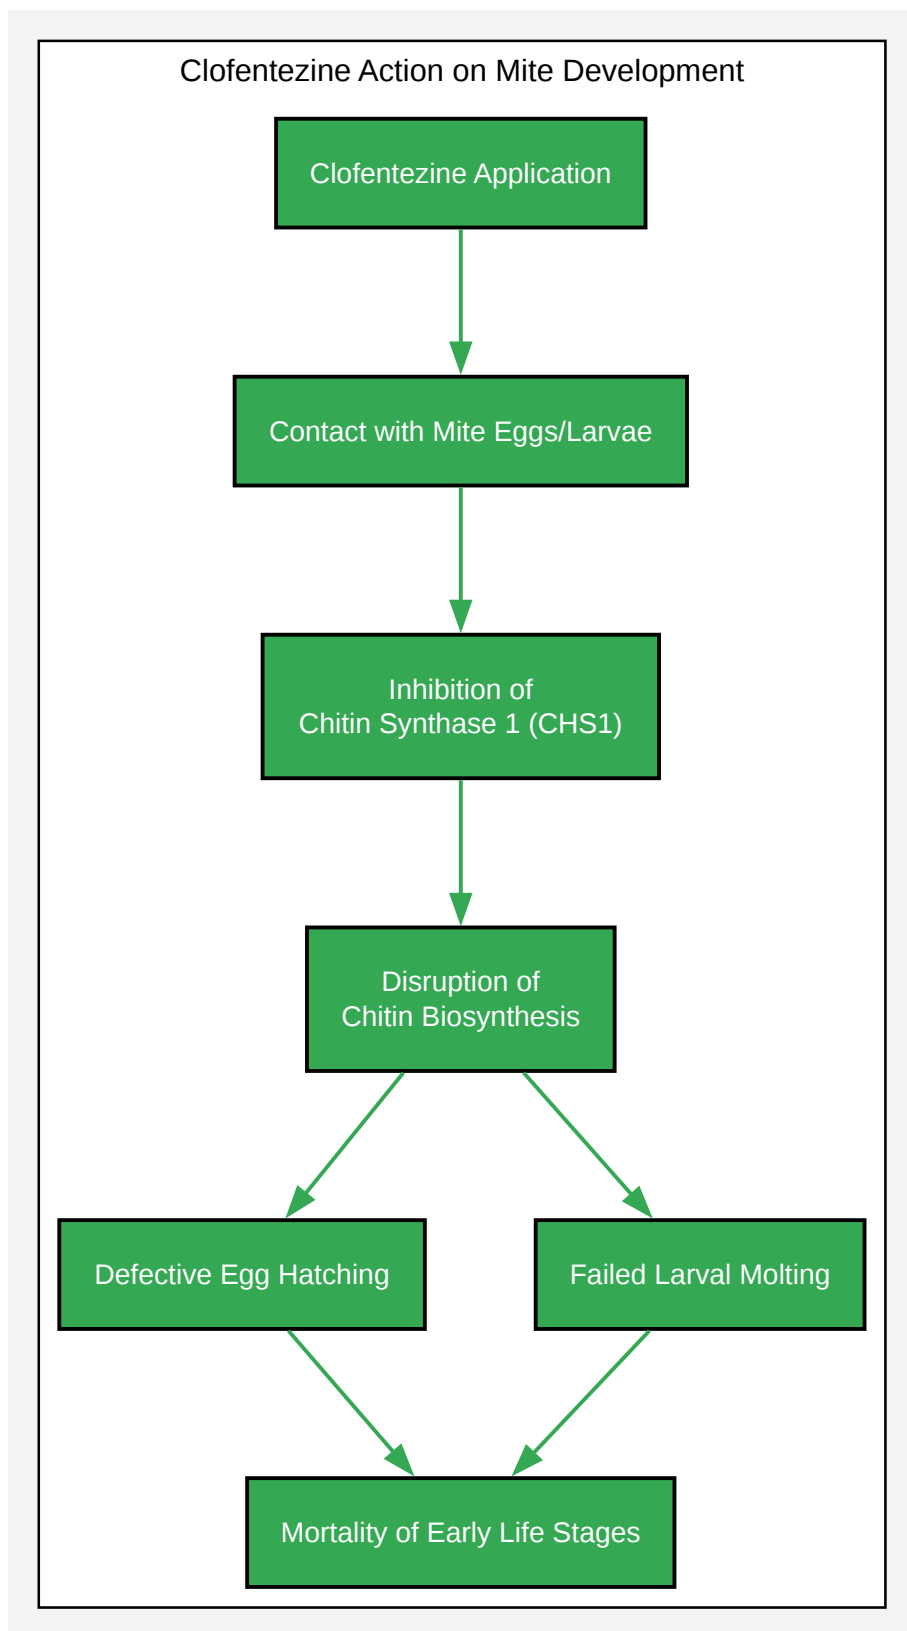 Clofentezine Action on Mite Development
Clofentezine Application
Contact with Mite Eggs/Larvae
Inhibition of
Chitin Synthase 1 (CHS1)
Disruption of
Chitin Biosynthesis
Defective Egg Hatching
Failed Larval Molting
Mortality of Early Life Stages